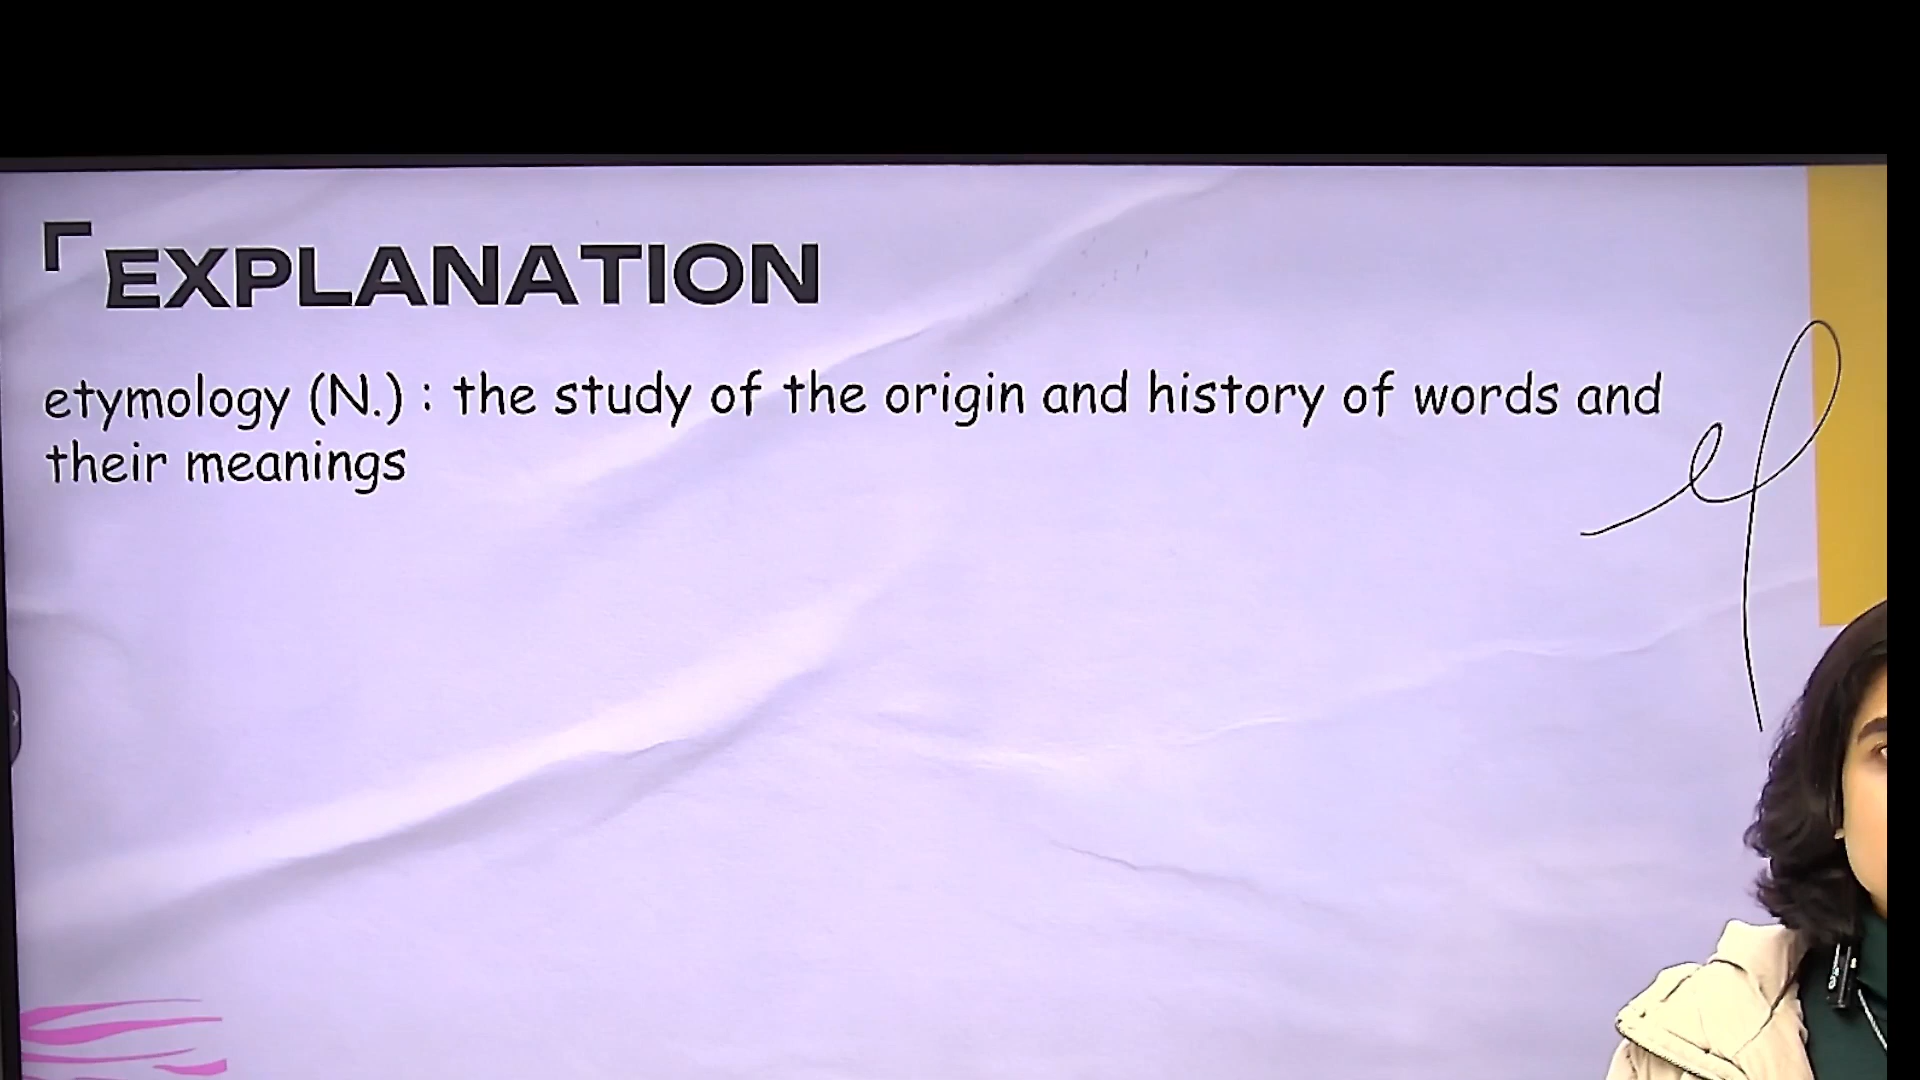 EXPLANATION
etymology (N.) : the study of the origin and history of words and
their meanings